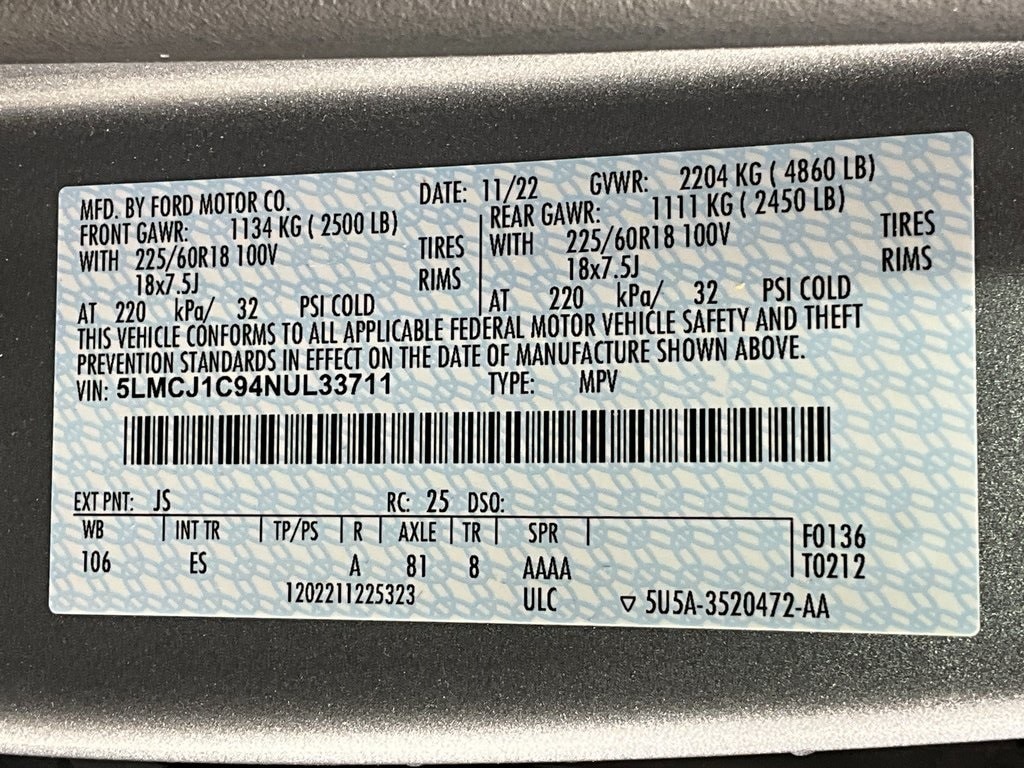 MFD. BY FORD MOTOR CO. DATE: 11/22 GVWR: 2204 KG ( 4860 LB)
FRONT GAWR: 1134 KG ( 2500 LB) REAR GAWR: 1111 KG ( 2450 LB)
WITH 225/60R18 100V TIRES WITH 225/60R18 100V TIRES
18x7.5J RIMS 18x7.5J RIMS
AT 220 kPa/ 32 PSI COLD AT 220 kPa/ 32 PSI COLD
THIS VEHICLE CONFORMS TO ALL APPLICABLE FEDERAL MOTOR VEHICLE SAFETY AND THEFT
PREVENTION STANDARDS IN EFFECT ON THE DATE OF MANUFACTURE SHOWN ABOVE.
VIN: 5LMCJ1C94NUL33711 TYPE: MPV
EXT PNT: JS RC: 25 DSO:
WB INT TR TP/PS R AXLE TR SPR F0136
106 ES A 81 8 AAAA T0212
1202211225323 ULC ▽ 5U5A-3520472-AA